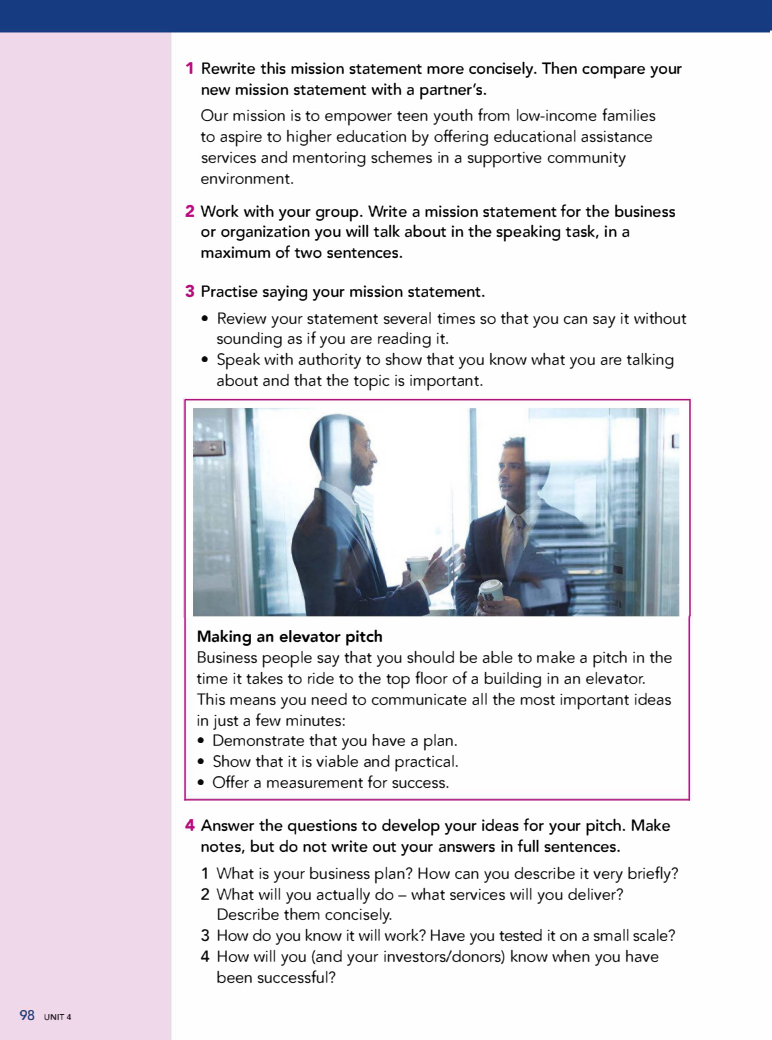 1 Rewrite this mission statement more concisely. Then compare your
new mission statement with a partner's.
Our mission is to empower teen youth from low-income families
to aspire to higher education by offering educational assistance
services and mentoring schemes in a supportive community
environment.
2 Work with your group. Write a mission statement for the business
or organization you will talk about in the speaking task, in a
maximum of two sentences.
3 Practise saying your mission statement.
• Review your statement several times so that you can say it without
sounding as if you are reading it.
• Speak with authority to show that you know what you are talking
about and that the topic is important.
Making an elevator pitch
Business people say that you should be able to make a pitch in the
time it takes to ride to the top floor of a building in an elevator.
This means you need to communicate all the most important ideas
in just a few minutes:
• Demonstrate that you have a plan.
• Show that it is viable and practical.
• Offer a measurement for success.
4 Answer the questions to develop your ideas for your pitch. Make
notes, but do not write out your answers in full sentences.
1 What is your business plan? How can you describe it very briefly?
2 What will you actually do – what services will you deliver?
Describe them concisely.
3 How do you know it will work? Have you tested it on a small scale?
4 How will you (and your investors/donors) know when you have
been successful?
98 UNIT 4